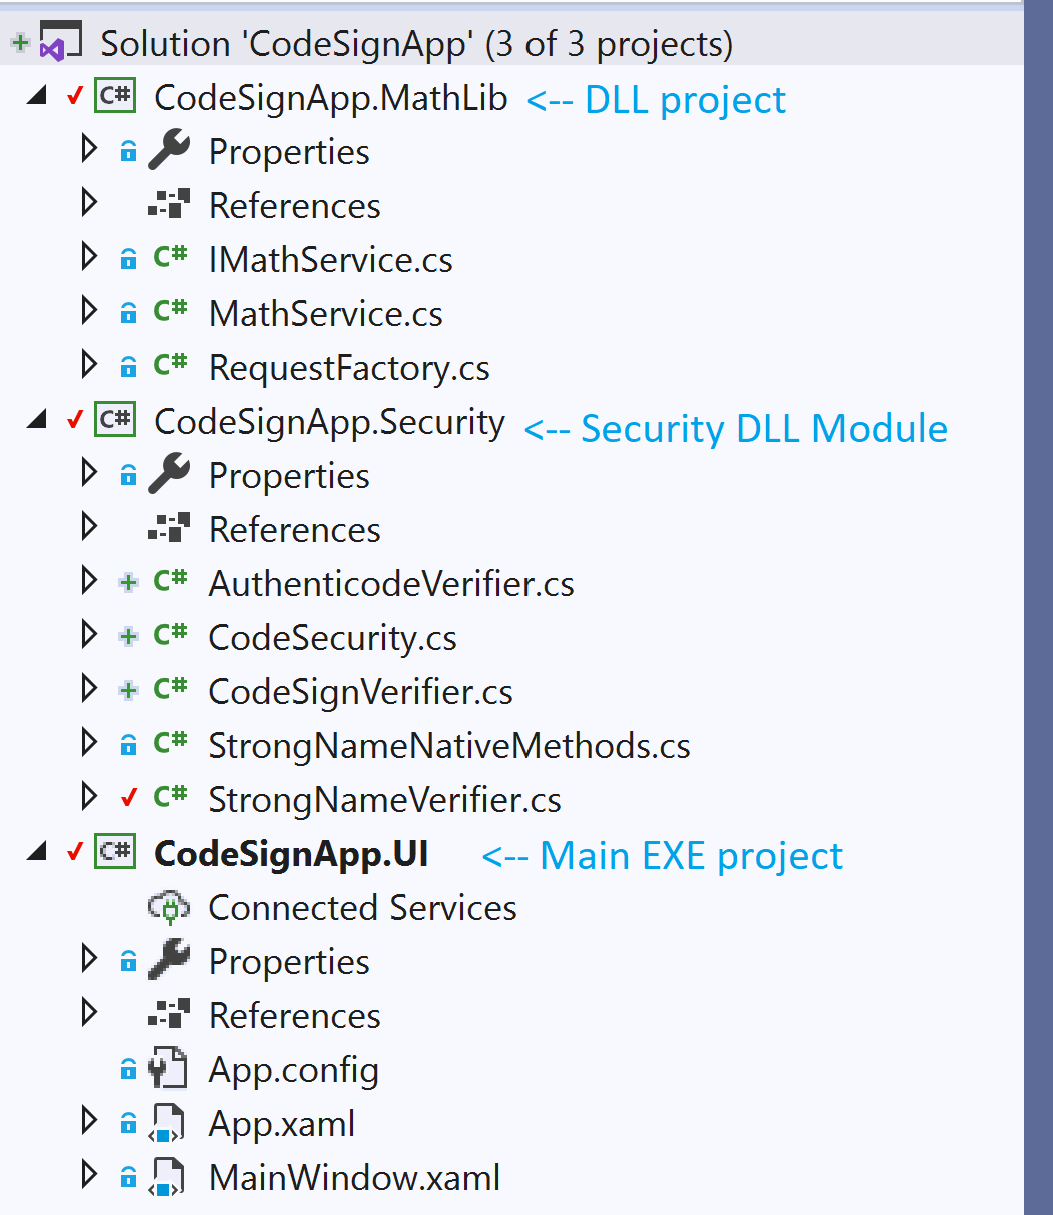 Solution 'CodeSignApp' (3 of 3 projects)
C# CodeSignApp.MathLib <-- DLL project
Properties
References
C# IMathService.cs
C# MathService.cs
C# RequestFactory.cs
C# CodeSignApp.Security <-- Security DLL Module
Properties
References
C# AuthenticodeVerifier.cs
C# CodeSecurity.cs
C# CodeSignVerifier.cs
C# StrongNameNativeMethods.cs
C# StrongNameVerifier.cs
C# CodeSignApp.UI <-- Main EXE project
Connected Services
Properties
References
App.config
App.xaml
MainWindow.xaml